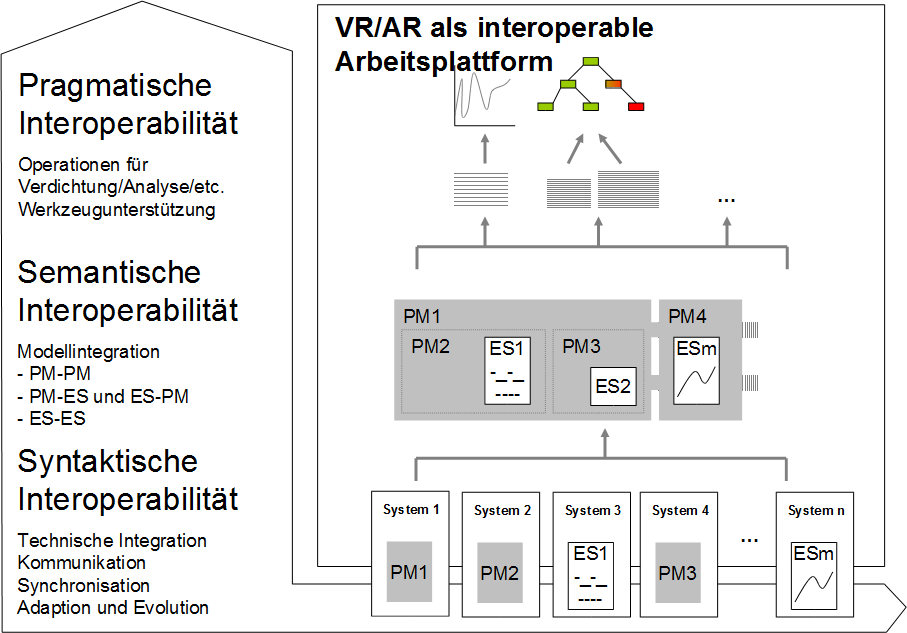 VR/AR als interoperable
Arbeitsplattform
Pragmatische
Interoperabilität
Operationen für
Verdichtung/Analyse/etc.
Werkzeugunterstützung
...
Semantische
Interoperabilität
Modellintegration
- PM-PM
- PM-ES und ES-PM
- ES-ES
PM1
PM4
PM2
ES1
PM3
ESm
ES2
Syntaktische
Interoperabilität
Technische Integration
Kommunikation
Synchronisation
Adaption und Evolution
System 1
System 2
System 3
System 4
...
System n
PM1
PM2
ES1
PM3
ESm